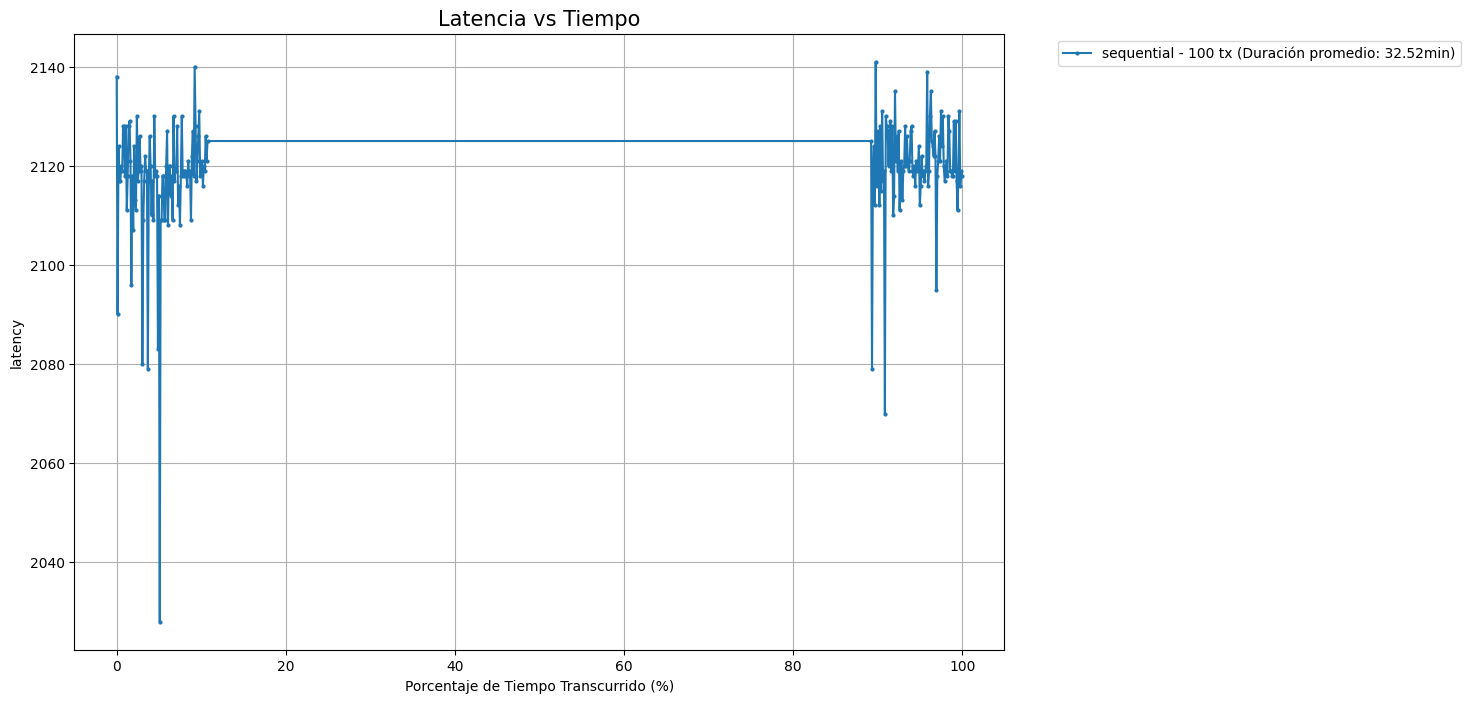 Latencia vs Tiempo
sequential - 100 tx (Duración promedio: 32.52min)
2140
2120
2100
2080
2060
2040
latency
0 20 40 60 80 100
Porcentaje de Tiempo Transcurrido (%)